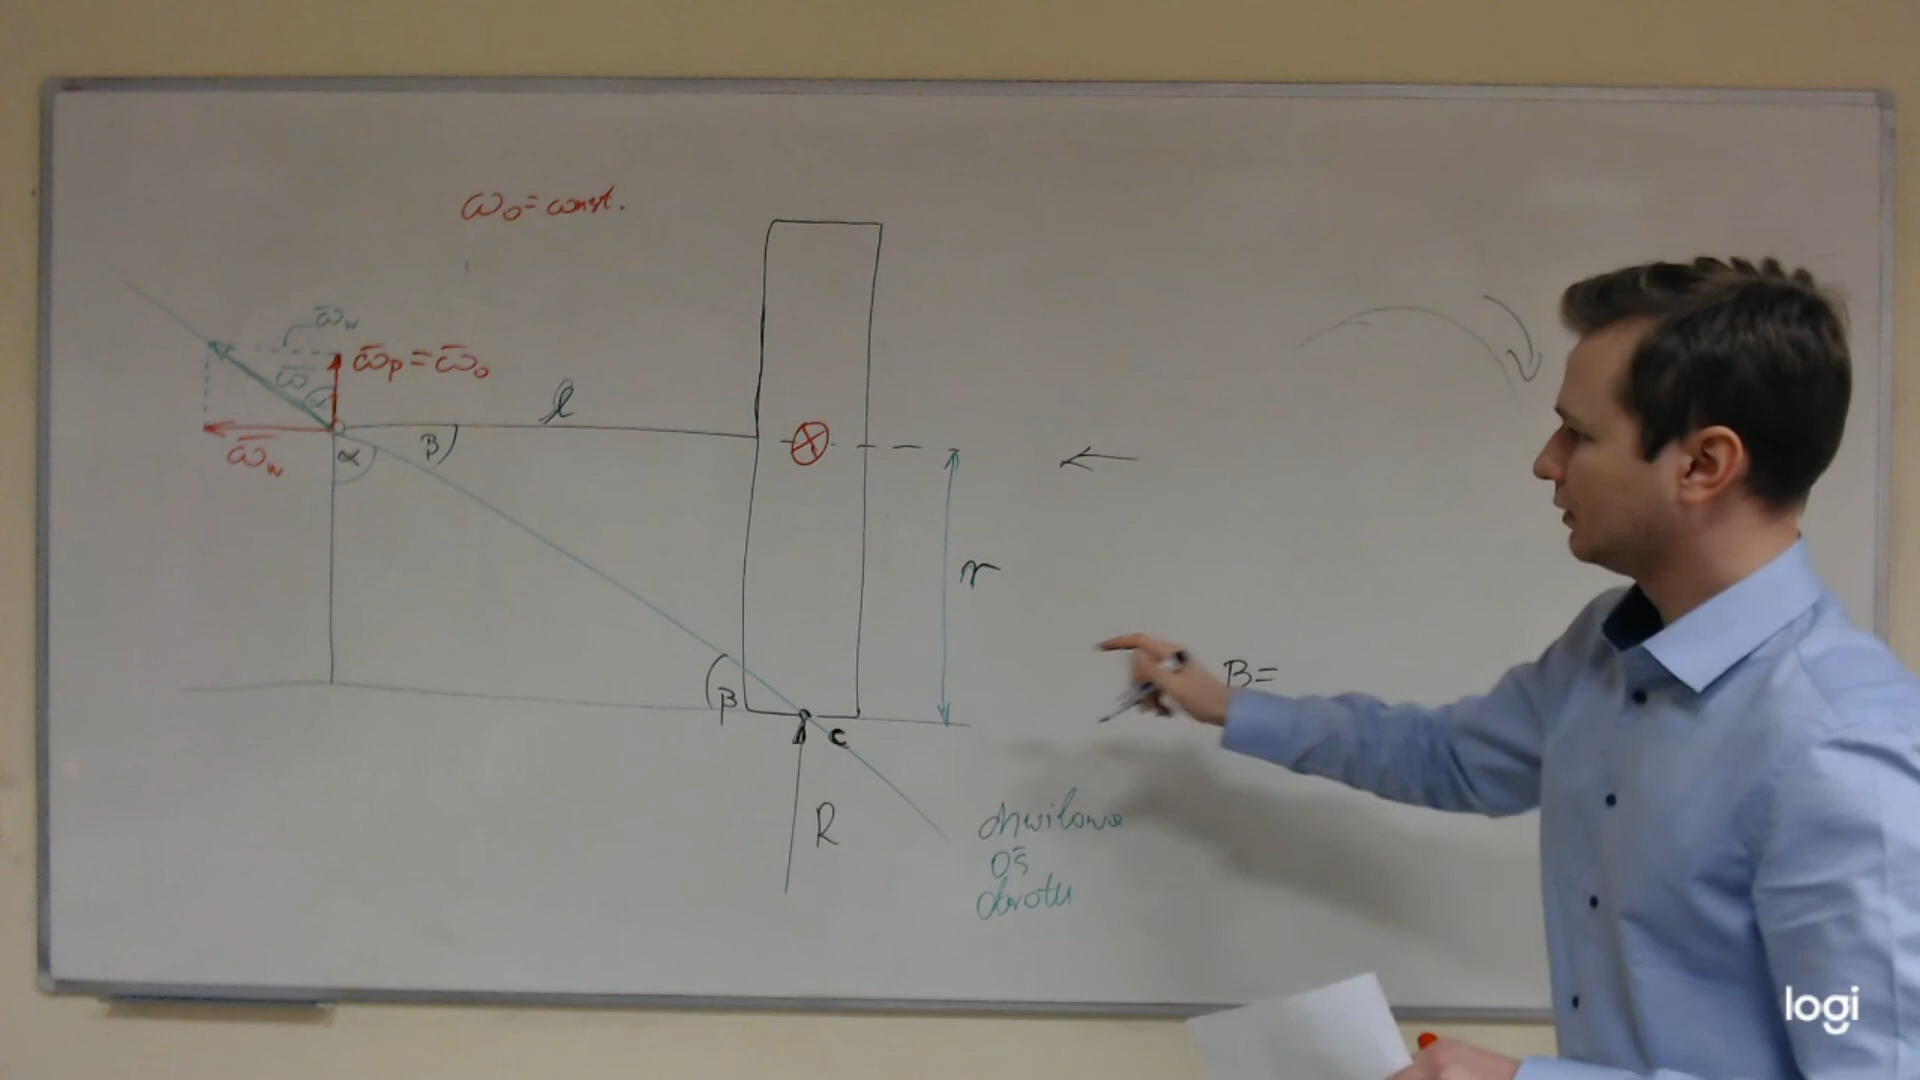 ω₀ = const.
ω̄w
ω̄
α
ω̄p = ω̄₀
l
ω̄w
α
β
r
β
B=
C
R
chwilowa
oś
obrotu
logi